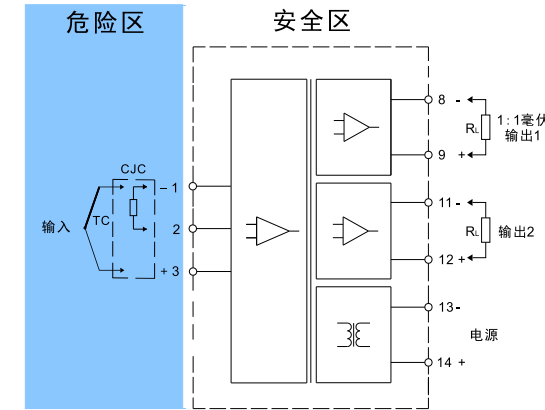 危险区
安全区
8 -
RL
1:1毫伏
输出1
9 +
CJC
- 1
TC
输入
2
+ 3
11 -
RL
输出2
12 +
13 -
电源
14 +